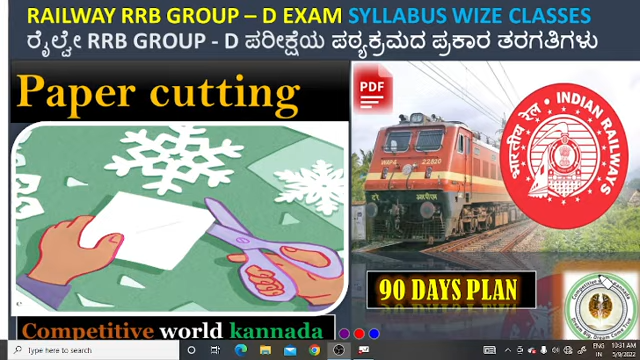 RAILWAY RRB GROUP – D EXAM SYLLABUS WIZE CLASSES
ರೈಲ್ವೇ RRB GROUP - D ಪರೀಕ್ಷೆಯ ಪಠ್ಯಕ್ರಮದ ಪ್ರಕಾರ ತರಗತಿಗಳು
Paper cutting
PDF
भारतीय रेल • INDIAN RAILWAYS
WAP4 22320
90 DAYS PLAN
Competitive world kannada
Type here to search
ENG
IN
10:31 AM
5/9/2022